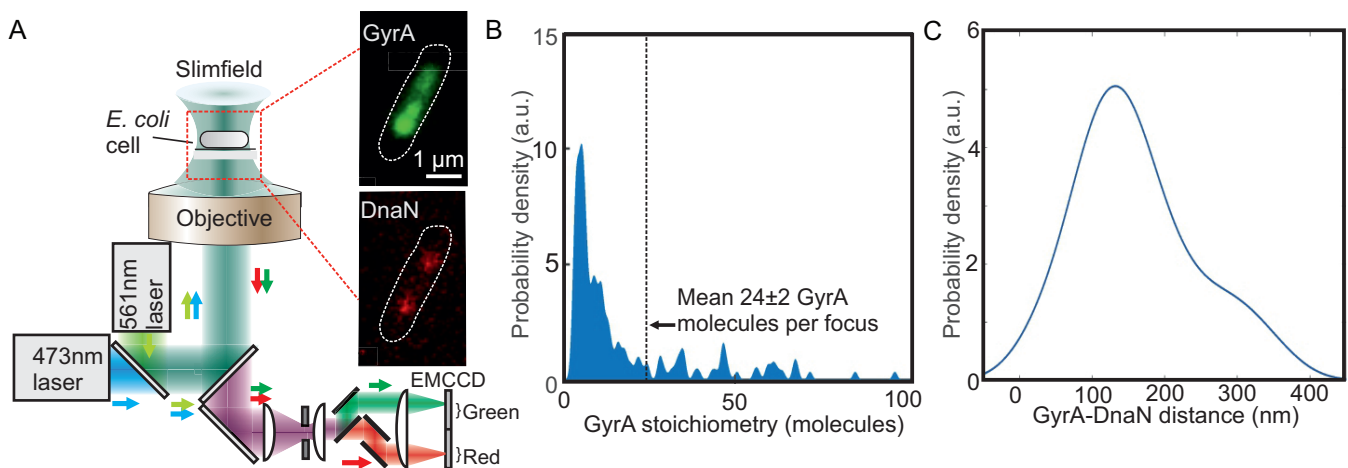 A
Slimfield
E. coli
cell
Objective
561nm
laser
473nm
laser
GyrA
1 µm
DnaN
EMCCD
}Green
}Red
B
Probability density (a.u.)
15
10
5
0
Mean 24±2 GyrA
molecules per focus
0
50
100
GyrA stoichiometry (molecules)
C
Probability density (a.u.)
6
4
2
0
0
100
200
300
400
GyrA-DnaN distance (nm)